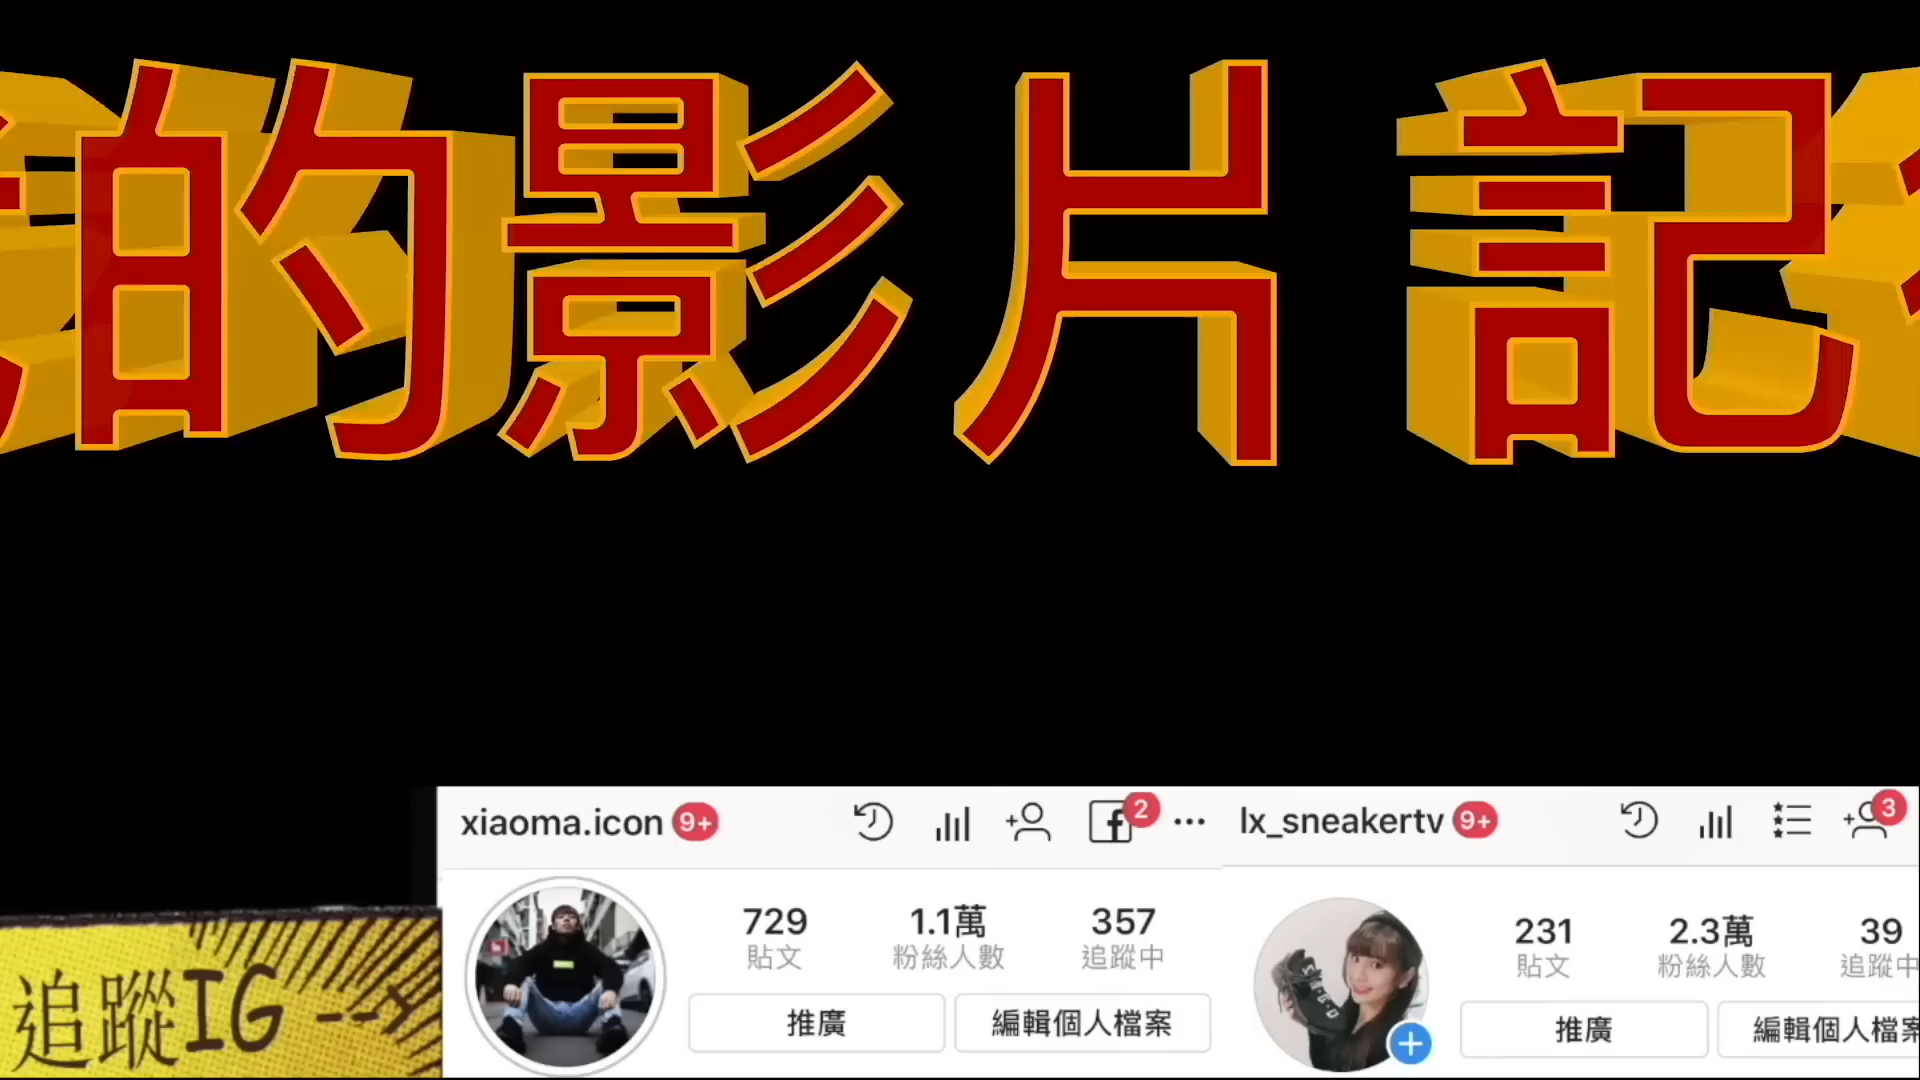 的影片 記
xiaoma.icon 9+ 2
lx_sneakertv 9+ 3
729 1.1萬 357
貼文 粉絲人數 追蹤中
推廣 編輯個人檔案
231 2.3萬 39
貼文 粉絲人數 追蹤中
推廣 編輯個人檔案
追蹤IG